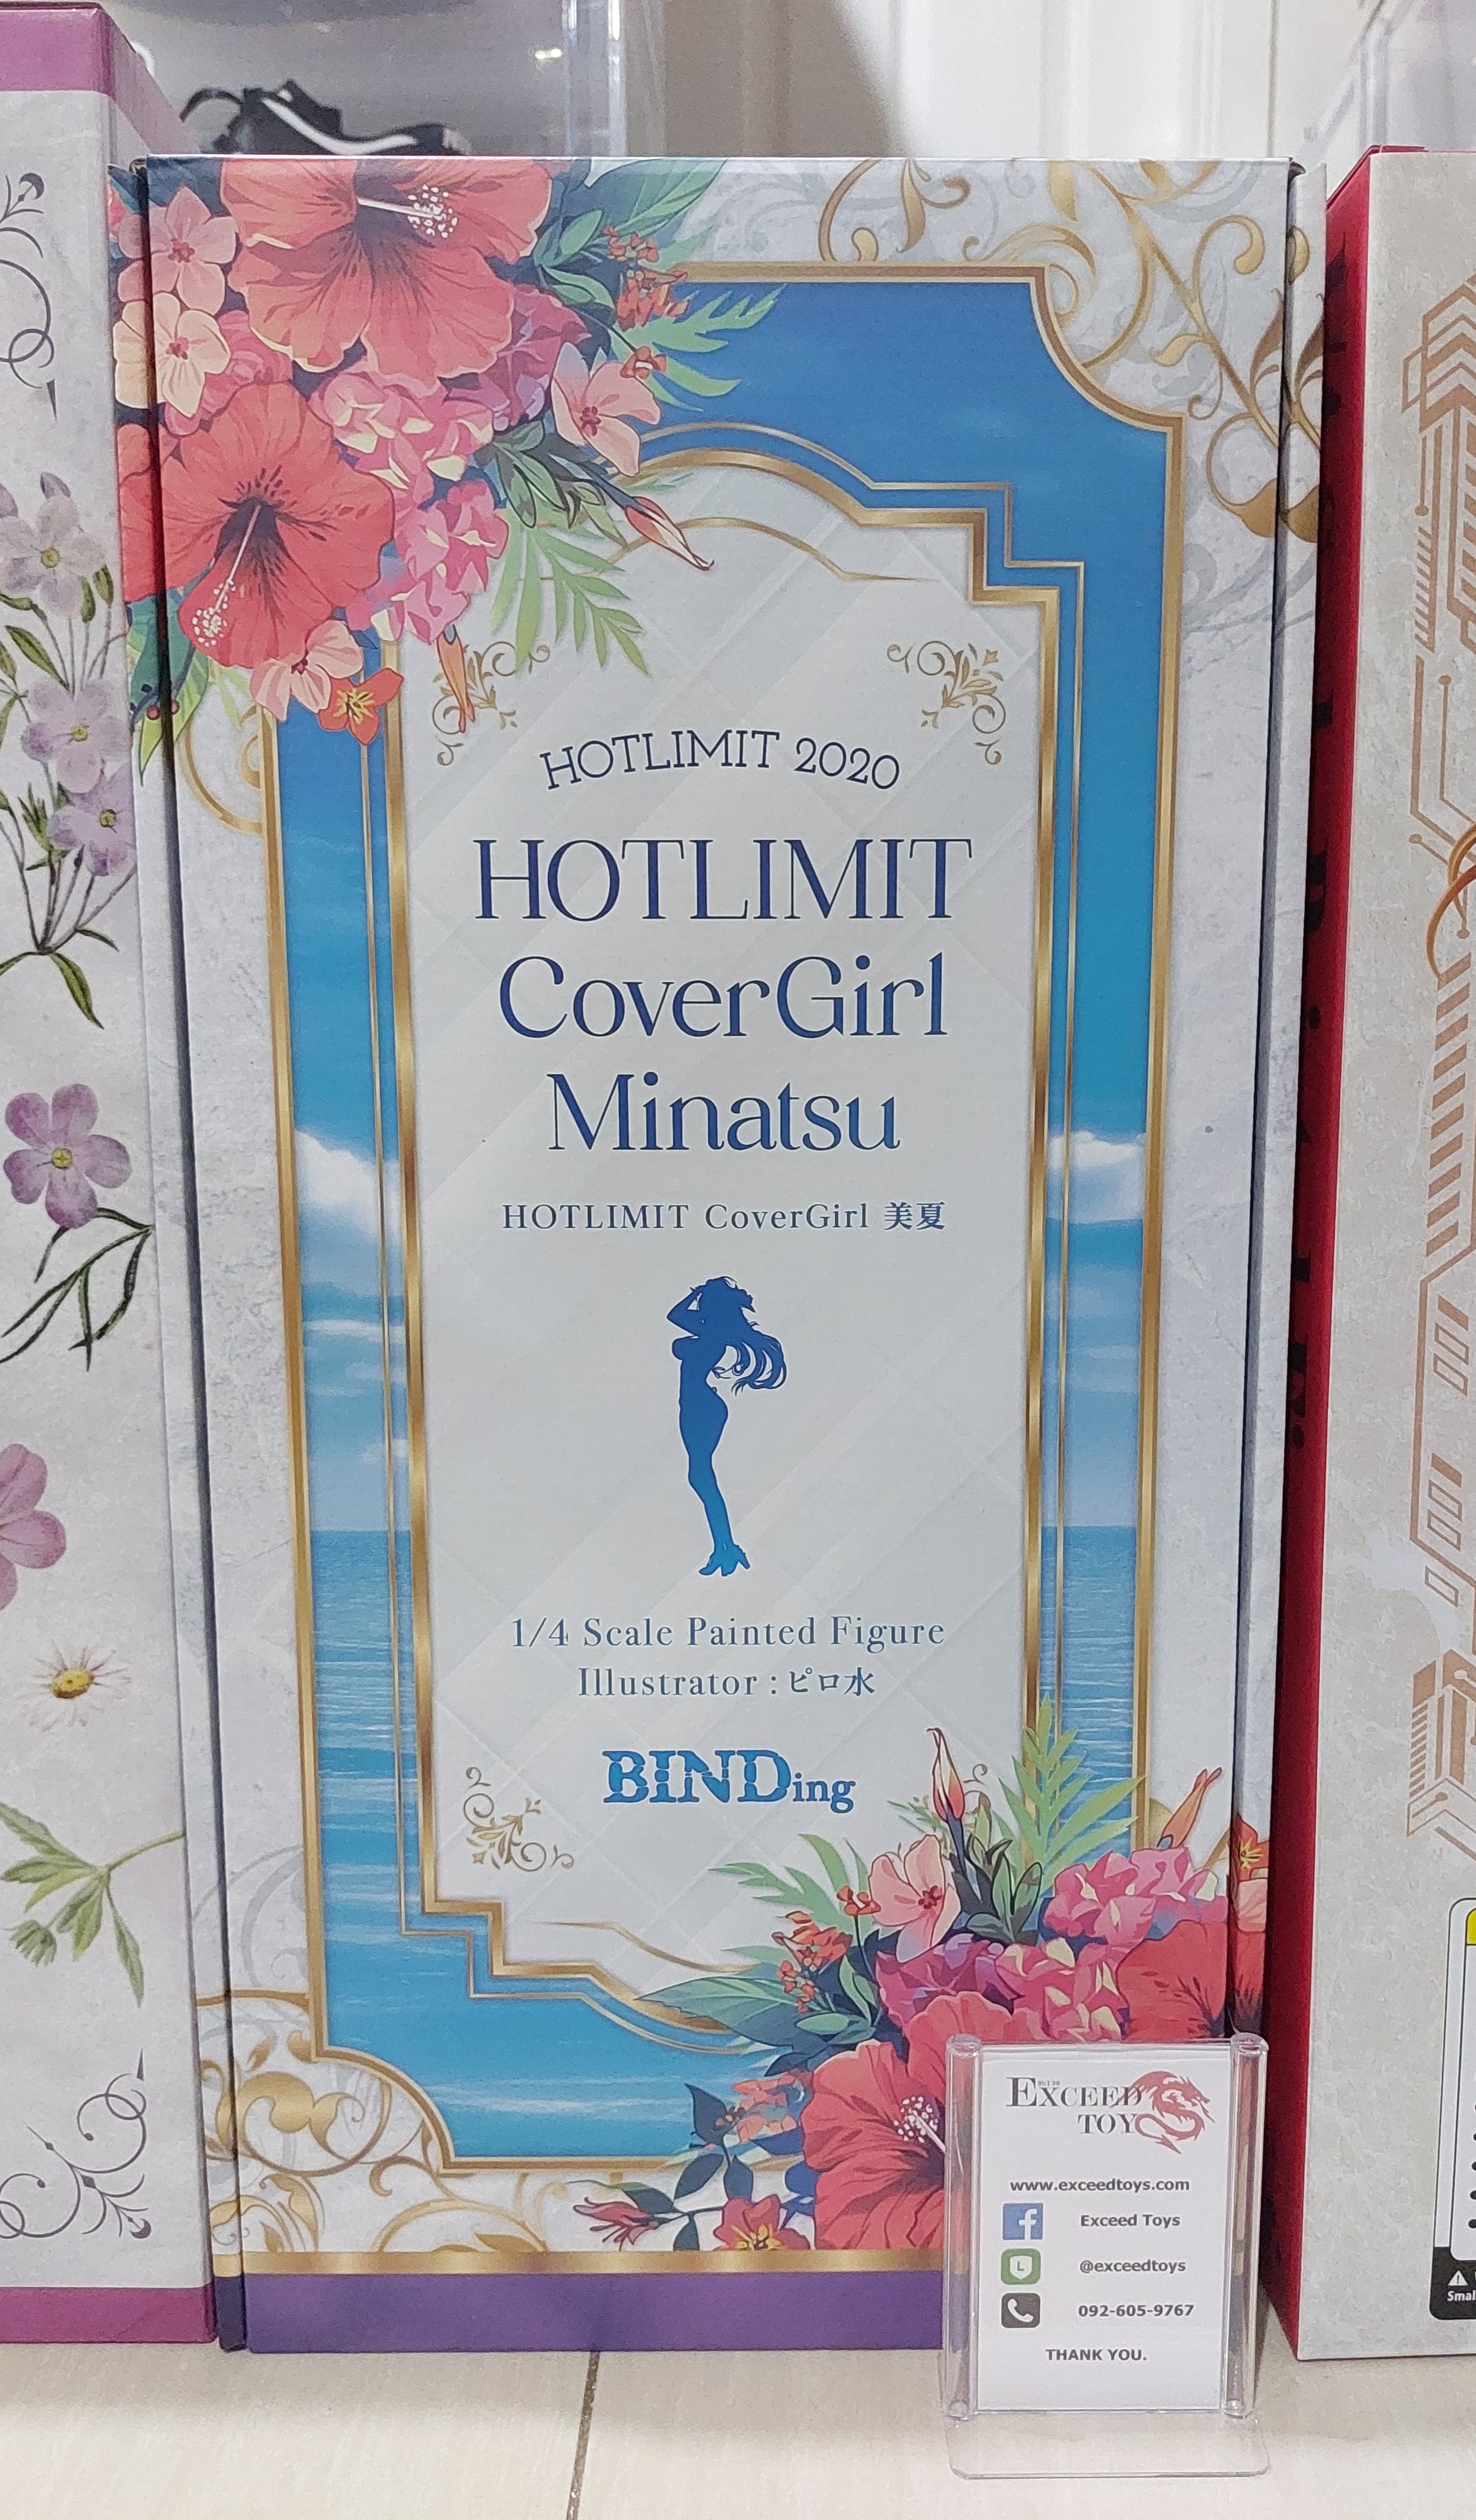 HOTLIMIT 2020
HOTLIMIT
CoverGirl
Minatsu
HOTLIMIT CoverGirl 美夏
1/4 Scale Painted Figure
Illustrator : ピロ水
BINDing
EXCEED
TOY
www.exceedtoys.com
Exceed Toys
@exceedtoys
092-605-9767
THANK YOU.